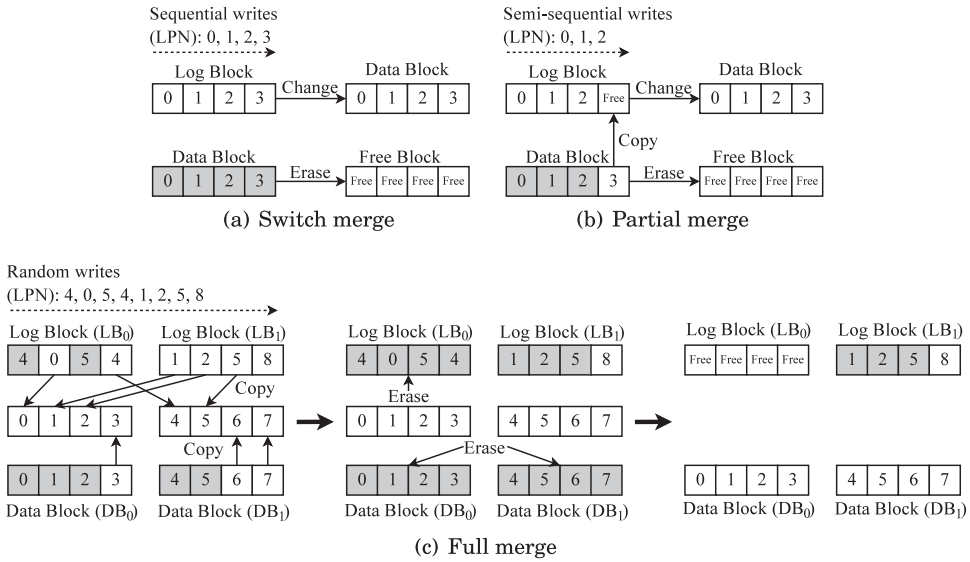 Sequential writes
(LPN): 0, 1, 2, 3
Log Block
0 1 2 3
Change
Data Block
0 1 2 3
Data Block
0 1 2 3
Erase
Free Block
Free Free Free Free
(a) Switch merge
Semi-sequential writes
(LPN): 0, 1, 2
Log Block
0 1 2 Free
Change
Data Block
0 1 2 3
Copy
Data Block
0 1 2 3
Erase
Free Block
Free Free Free Free
(b) Partial merge
Random writes
(LPN): 4, 0, 5, 4, 1, 2, 5, 8
Log Block (LB0)
4 0 5 4
Log Block (LB1)
1 2 5 8
Copy
0 1 2 3
4 5 6 7
Copy
0 1 2 3
4 5 6 7
Data Block (DB0)
Data Block (DB1)
Log Block (LB0)
4 0 5 4
Log Block (LB1)
1 2 5 8
Erase
0 1 2 3
4 5 6 7
Erase
0 1 2 3
4 5 6 7
Data Block (DB0)
Data Block (DB1)
Log Block (LB0)
Free Free Free Free
Log Block (LB1)
1 2 5 8
0 1 2 3
4 5 6 7
Data Block (DB0)
Data Block (DB1)
(c) Full merge